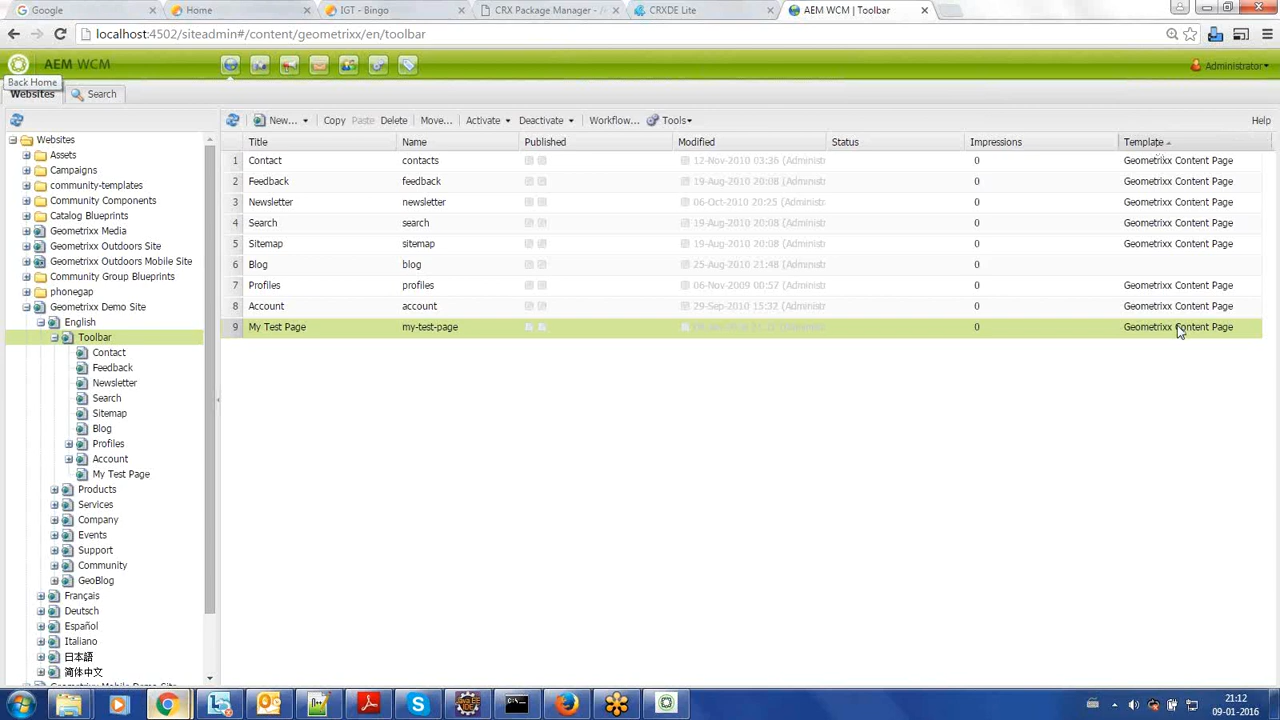 Google
Home
IGT - Bingo
CRX Package Manager - /
CRXDE Lite
AEM WCM | Toolbar
localhost:4502/siteadmin#/content/geometrixx/en/toolbar
AEM WCM
Administrator
Back Home
Websites
Search
New...
Copy
Paste
Delete
Move...
Activate
Deactivate
Workflow...
Tools
Help
Websites
Assets
Campaigns
community-templates
Community Components
Catalog Blueprints
Geometrixx Media
Geometrixx Outdoors Site
Geometrixx Outdoors Mobile Site
Community Group Blueprints
phonegap
Geometrixx Demo Site
English
Toolbar
Contact
Feedback
Newsletter
Search
Sitemap
Blog
Profiles
Account
My Test Page
Products
Services
Company
Events
Support
Community
GeoBlog
Français
Deutsch
Español
Italiano
日本語
简体中文
Title Name Published Modified Status Impressions Template
1 Contact contacts 12-Nov-2010 03:36 (Administr 0 Geometrixx Content Page
2 Feedback feedback 19-Aug-2010 20:08 (Administr 0 Geometrixx Content Page
3 Newsletter newsletter 06-Oct-2010 20:25 (Administr 0 Geometrixx Content Page
4 Search search 19-Aug-2010 20:08 (Administr 0 Geometrixx Content Page
5 Sitemap sitemap 19-Aug-2010 20:08 (Administr 0 Geometrixx Content Page
6 Blog blog 25-Aug-2010 21:48 (Administr 0
7 Profiles profiles 06-Nov-2009 00:57 (Administr 0 Geometrixx Content Page
8 Account account 29-Sep-2010 15:32 (Administr 0 Geometrixx Content Page
9 My Test Page my-test-page 0 Geometrixx Content Page
21:12
09-01-2016